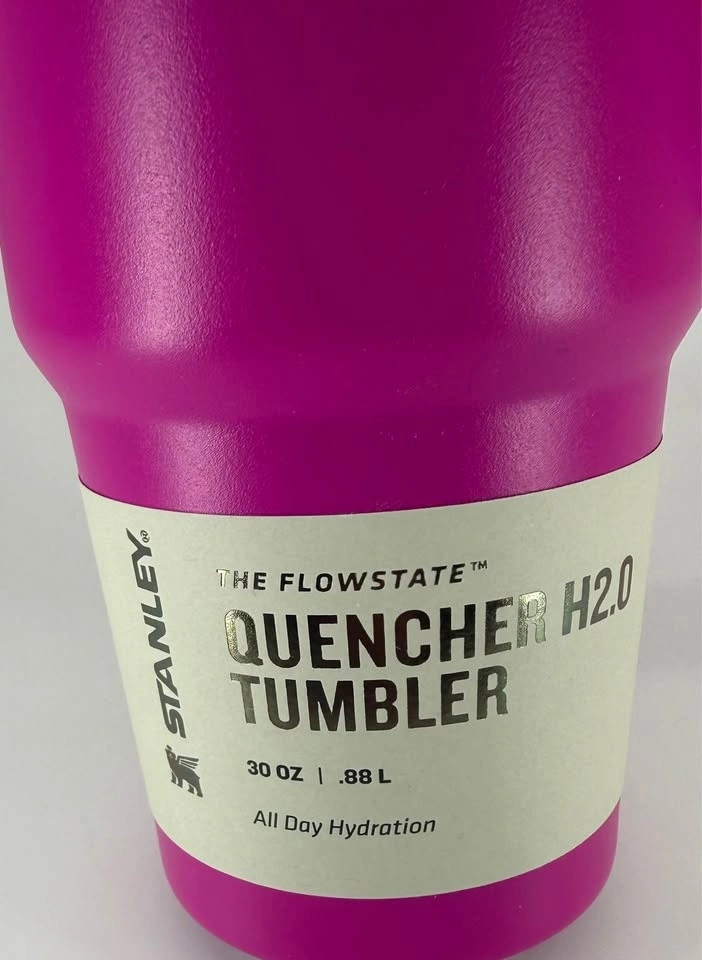 STANLEY®
THE FLOWSTATE™
QUENCHER H2.0
TUMBLER
30 OZ | .88 L
All Day Hydration